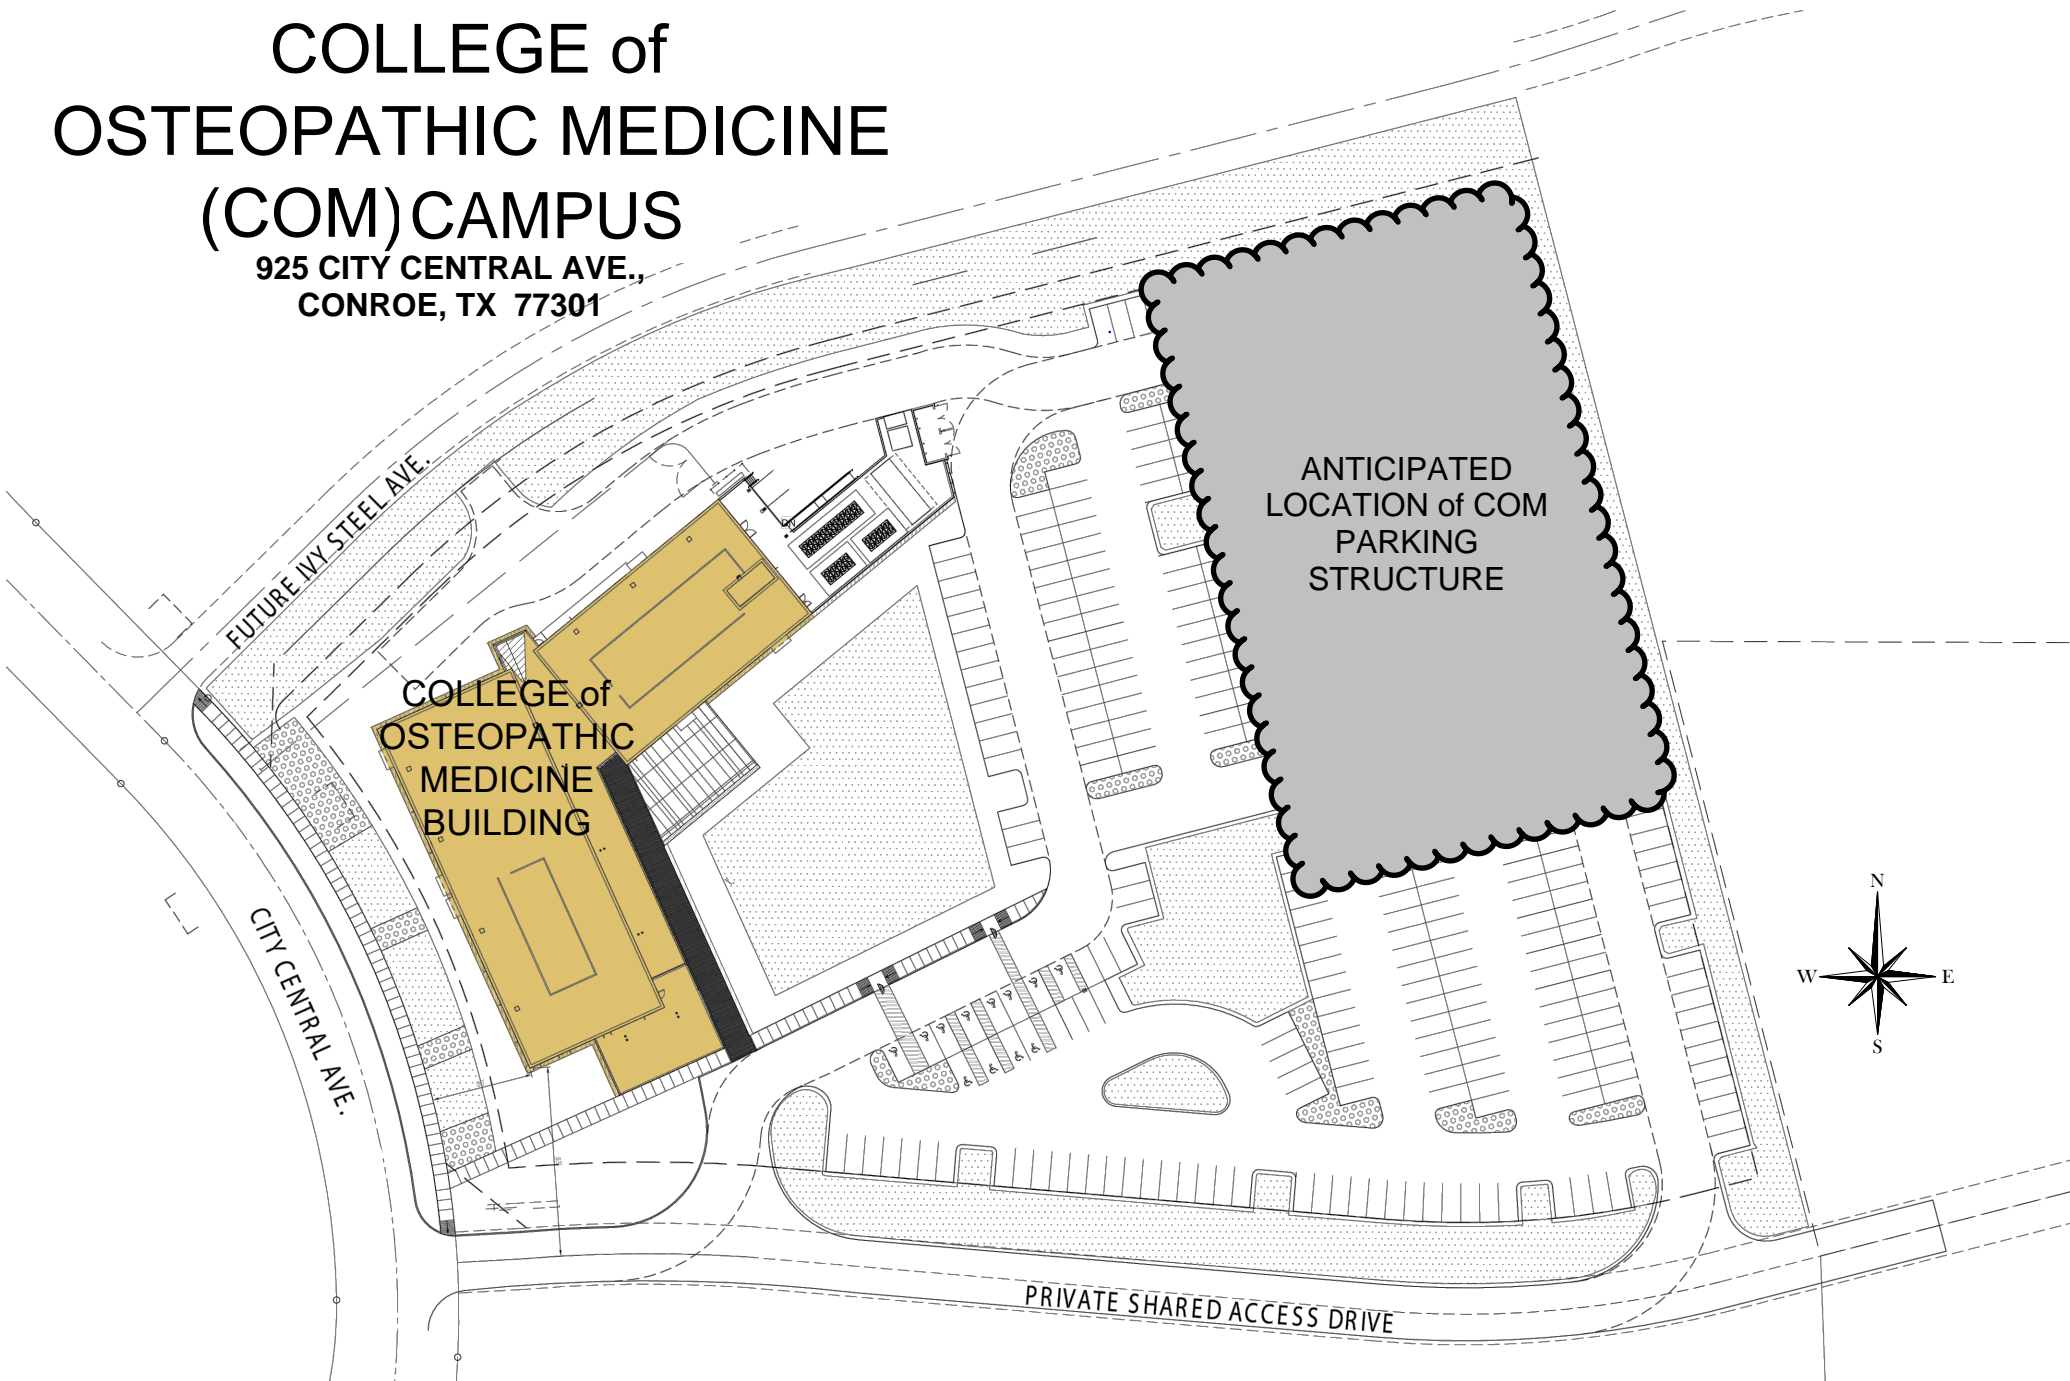 COLLEGE of
OSTEOPATHIC MEDICINE
(COM) CAMPUS
925 CITY CENTRAL AVE.,
CONROE, TX 77301
FUTURE IVY STEEL AVE.
ANTICIPATED
LOCATION of COM
PARKING
STRUCTURE
COLLEGE of
OSTEOPATHIC
MEDICINE
BUILDING
CITY CENTRAL AVE.
N
W
E
S
PRIVATE SHARED ACCESS DRIVE